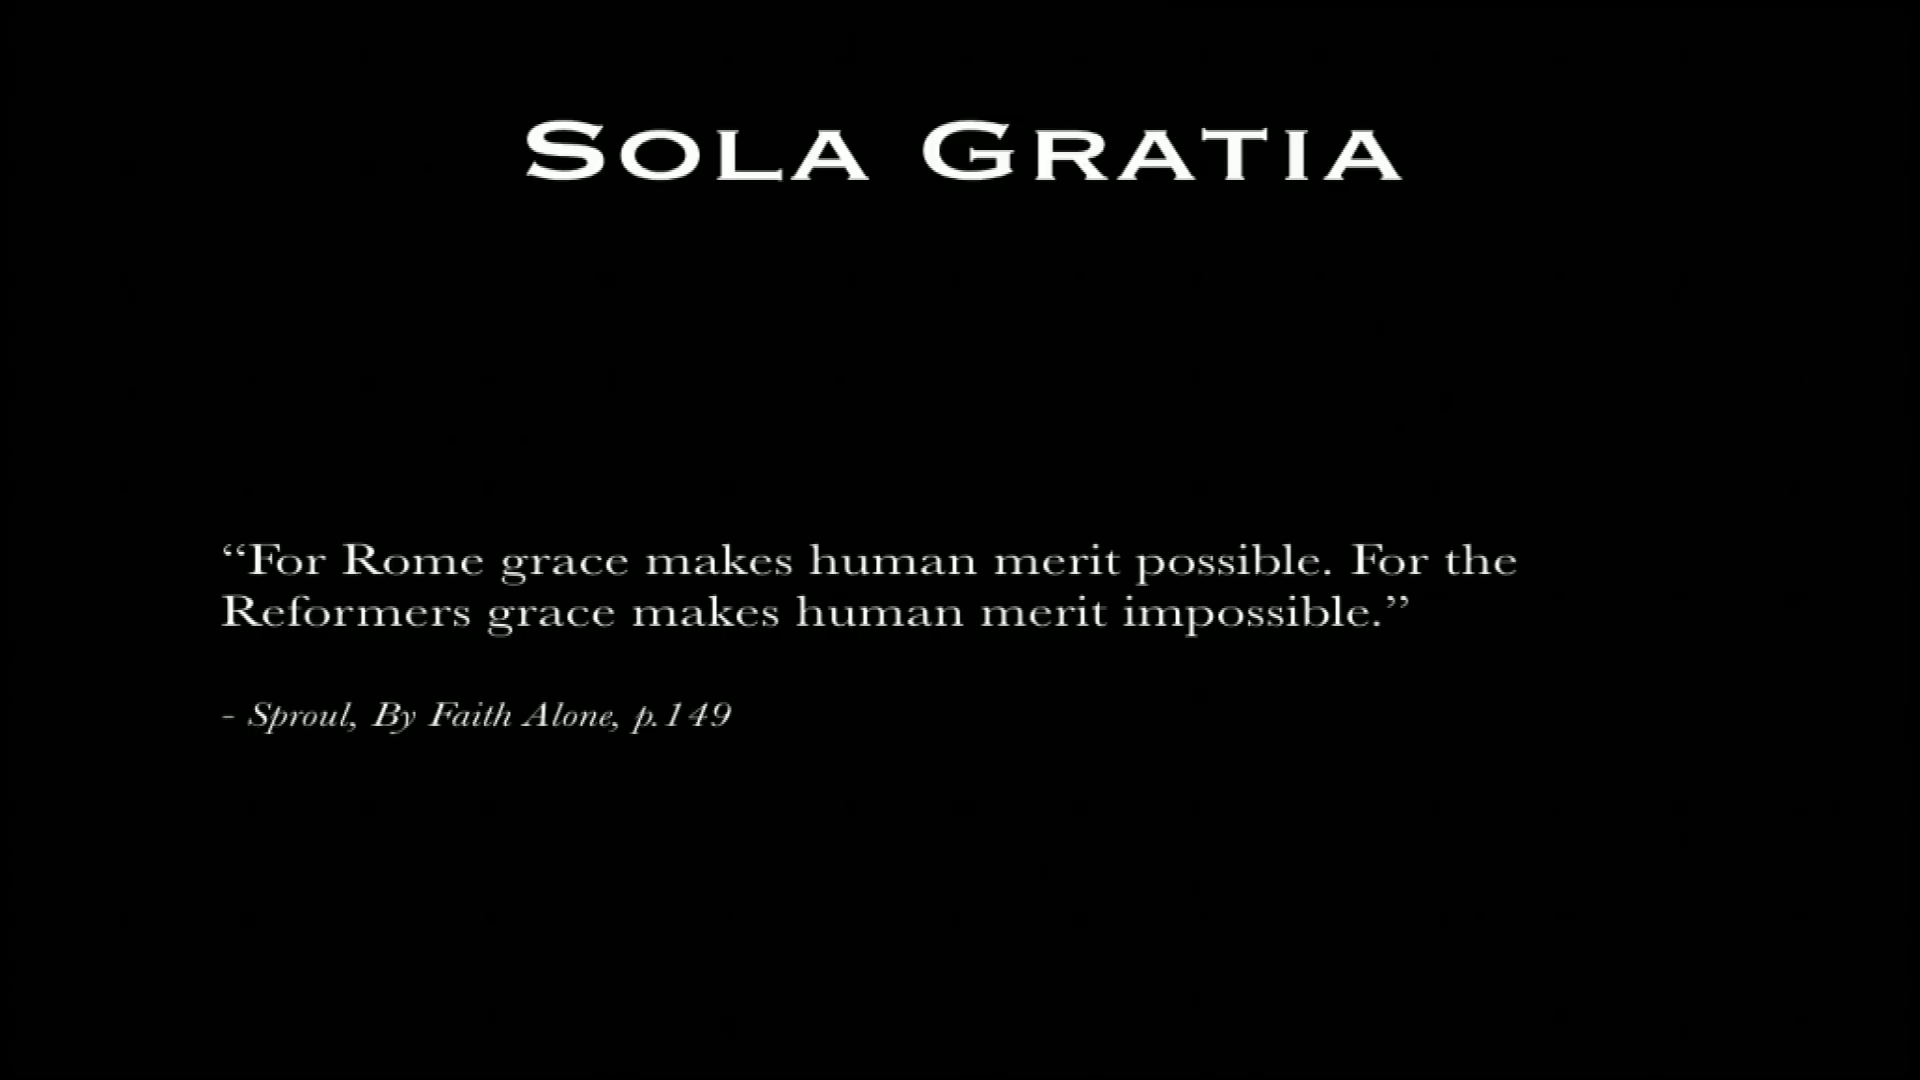 Sola Gratia
“For Rome grace makes human merit possible. For the
Reformers grace makes human merit impossible.”
- Sproul, By Faith Alone, p.149